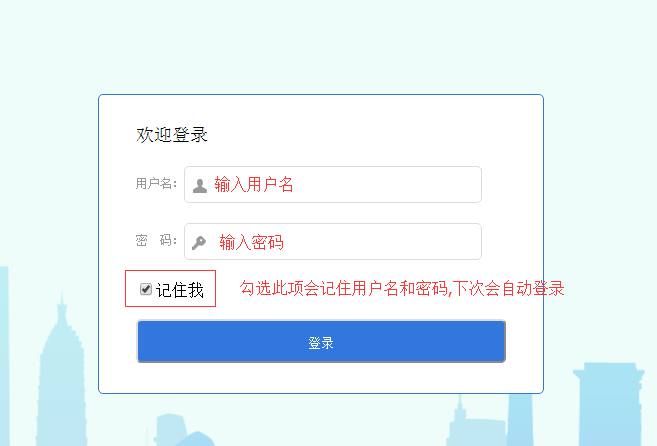 欢迎登录
用户名： 输入用户名
密　码： 输入密码
记住我 勾选此项会记住用户名和密码,下次会自动登录
登录